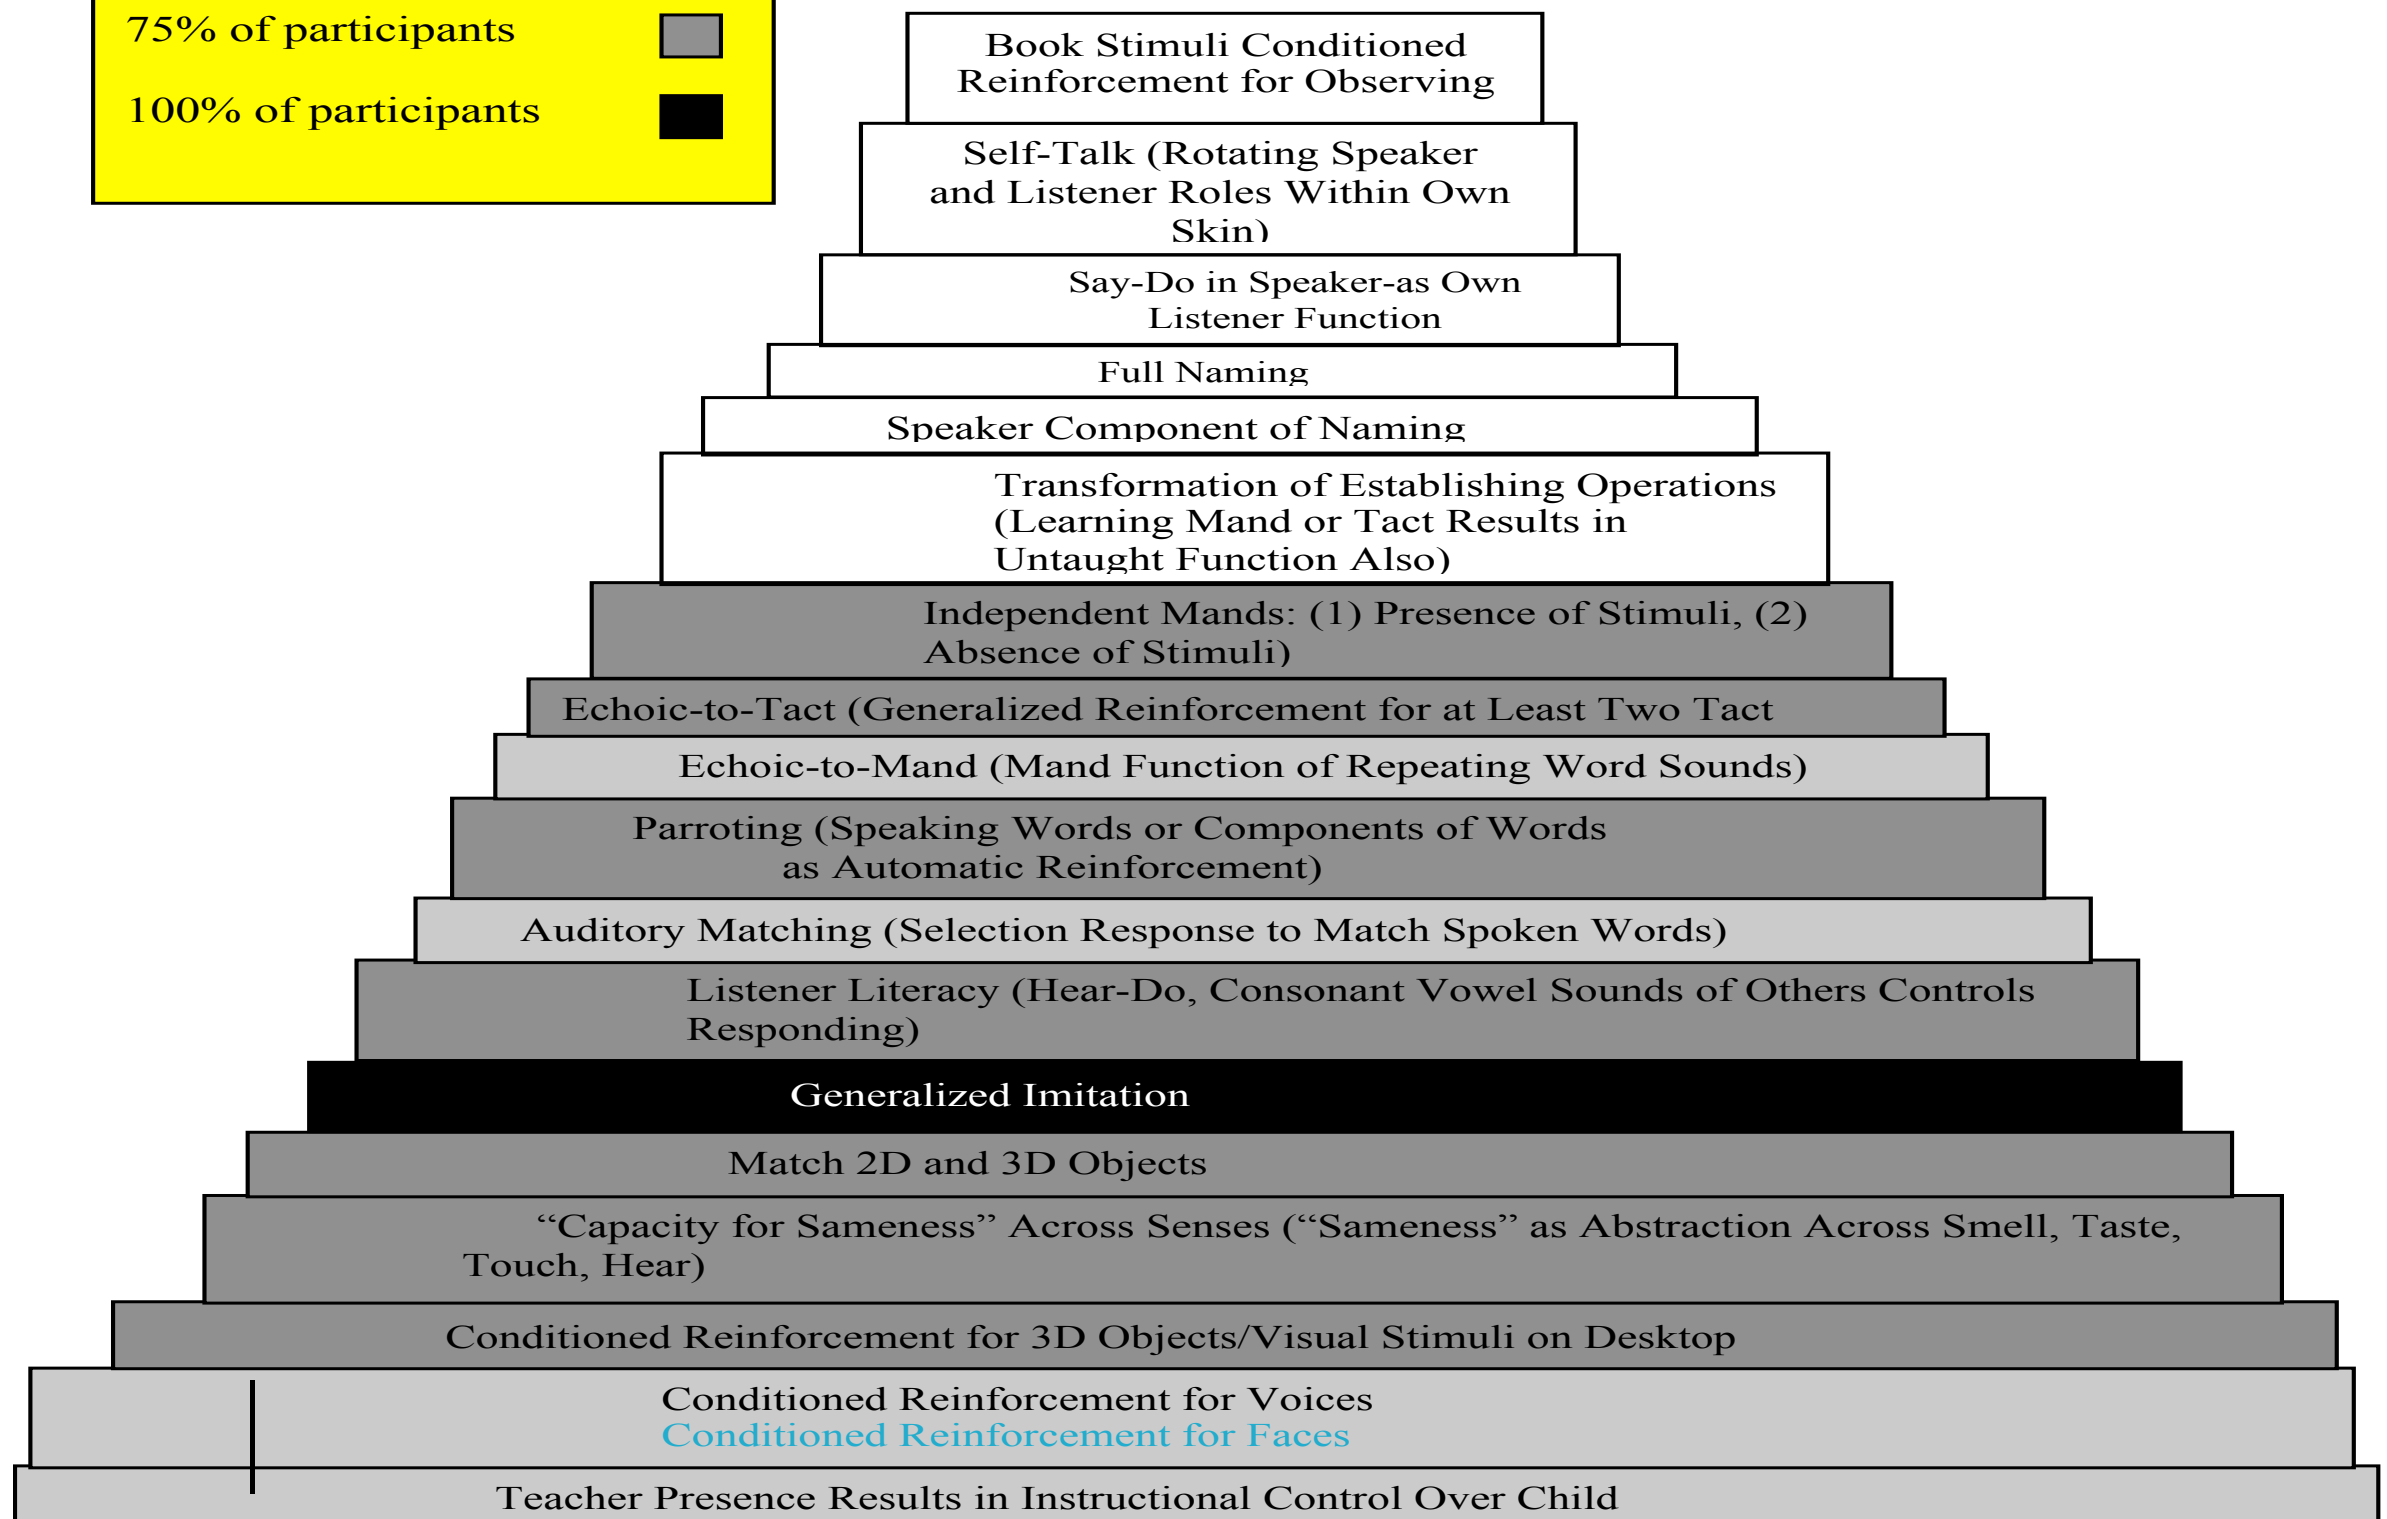 75% of participants
100% of participants
Book Stimuli Conditioned
Reinforcement for Observing
Self-Talk (Rotating Speaker
and Listener Roles Within Own
Skin)
Say-Do in Speaker-as Own
Listener Function
Full Naming
Speaker Component of Naming
Transformation of Establishing Operations
(Learning Mand or Tact Results in
Untaught Function Also)
Independent Mands: (1) Presence of Stimuli, (2)
Absence of Stimuli)
Echoic-to-Tact (Generalized Reinforcement for at Least Two Tact
Echoic-to-Mand (Mand Function of Repeating Word Sounds)
Parroting (Speaking Words or Components of Words
as Automatic Reinforcement)
Auditory Matching (Selection Response to Match Spoken Words)
Listener Literacy (Hear-Do, Consonant Vowel Sounds of Others Controls
Responding)
Generalized Imitation
Match 2D and 3D Objects
“Capacity for Sameness” Across Senses (“Sameness” as Abstraction Across Smell, Taste,
Touch, Hear)
Conditioned Reinforcement for 3D Objects/Visual Stimuli on Desktop
Conditioned Reinforcement for Voices
Conditioned Reinforcement for Faces
Teacher Presence Results in Instructional Control Over Child